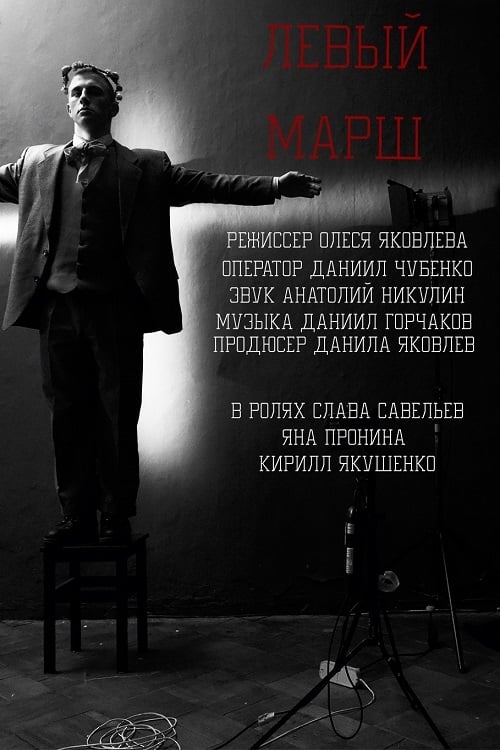 ЛЕВЫЙ
МАРШ
РЕЖИССЕР ОЛЕСЯ ЯКОВЛЕВА
ОПЕРАТОР ДАНИИЛ ЧУБЕНКО
ЗВУК АНАТОЛИЙ НИКУЛИН
МУЗЫКА ДАНИИЛ ГОРЧАКОВ
ПРОДЮСЕР ДАНИЛА ЯКОВЛЕВ
В РОЛЯХ СЛАВА САВЕЛЬЕВ
ЯНА ПРОНИНА
КИРИЛЛ ЯКУШЕНКО